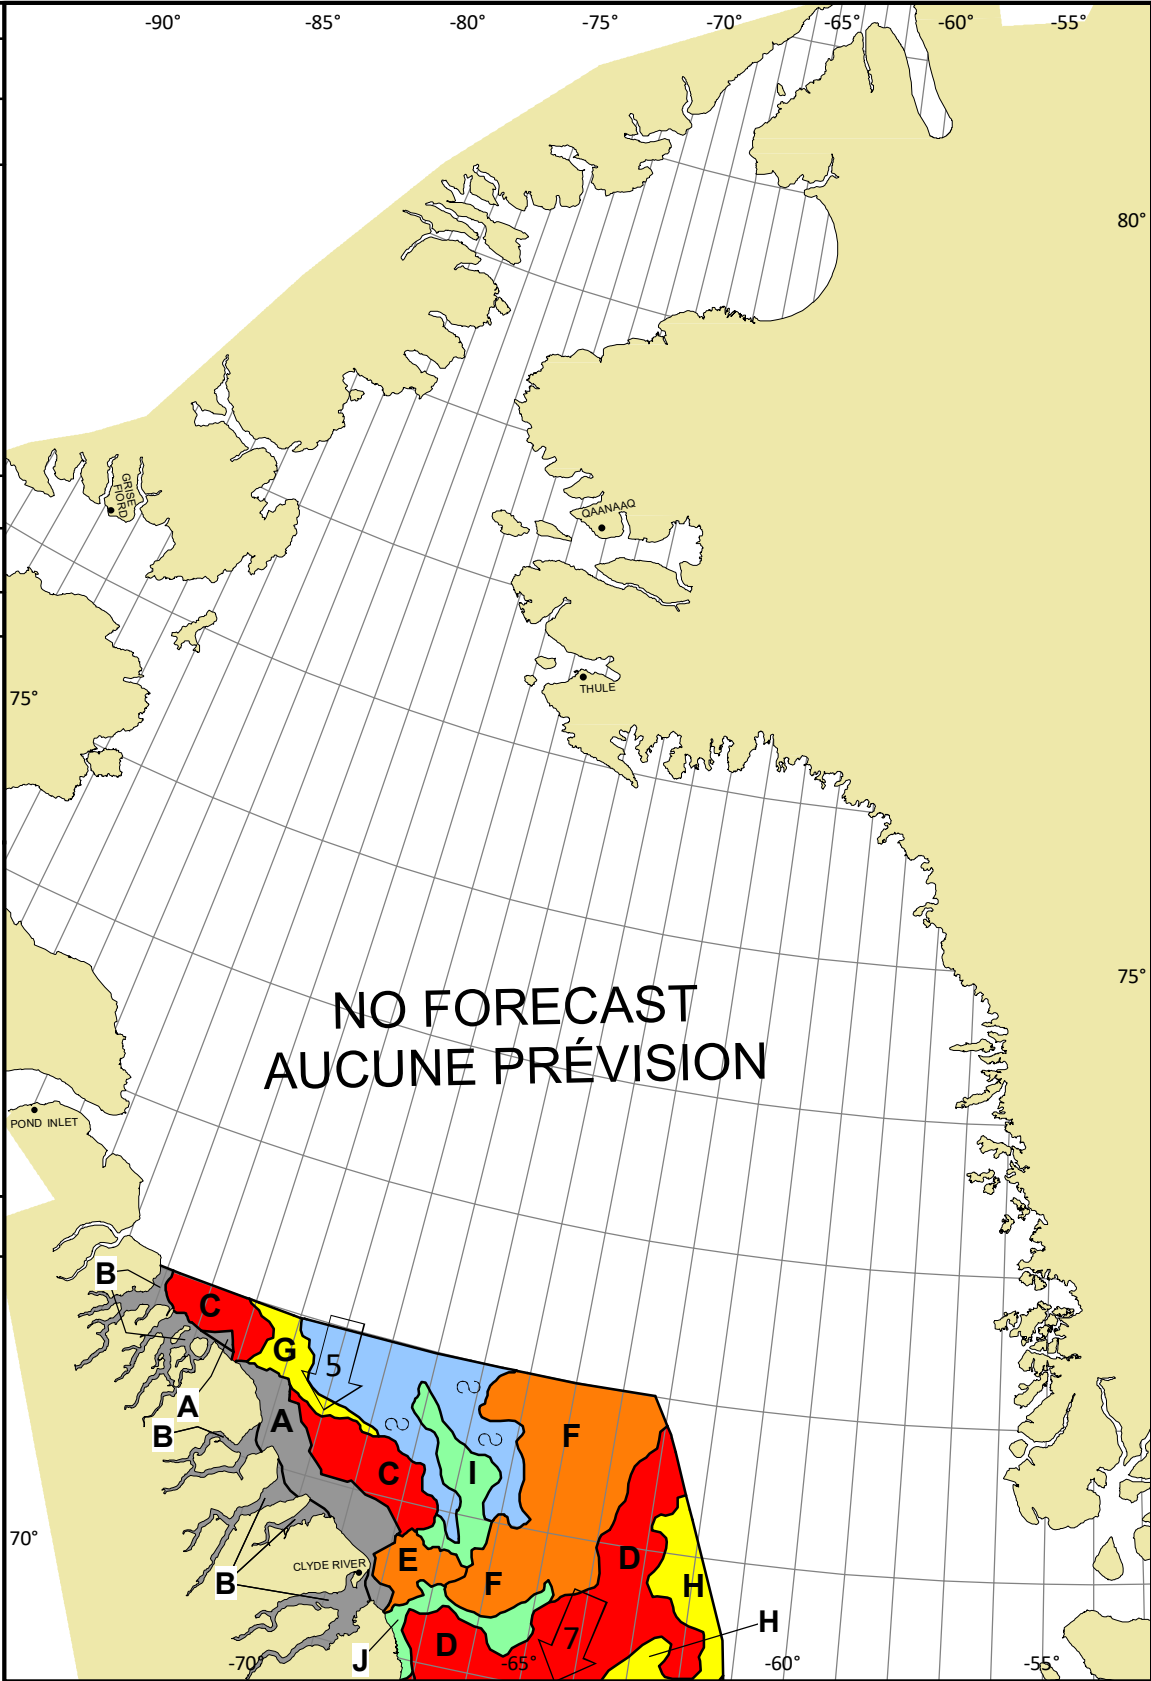 -90° -85° -80° -75° -70° -65° -60° -55°
80°
GRISE
FIORD
QAANAAQ
THULE
75°
75°
NO FORECAST
AUCUNE PRÉVISION
POND INLET
B
C
G
5
A
A
B
F
C
I
70°
CLYDE RIVER
E
D
B
F
H
H
7
D
J
-70° -65° -60° -55°